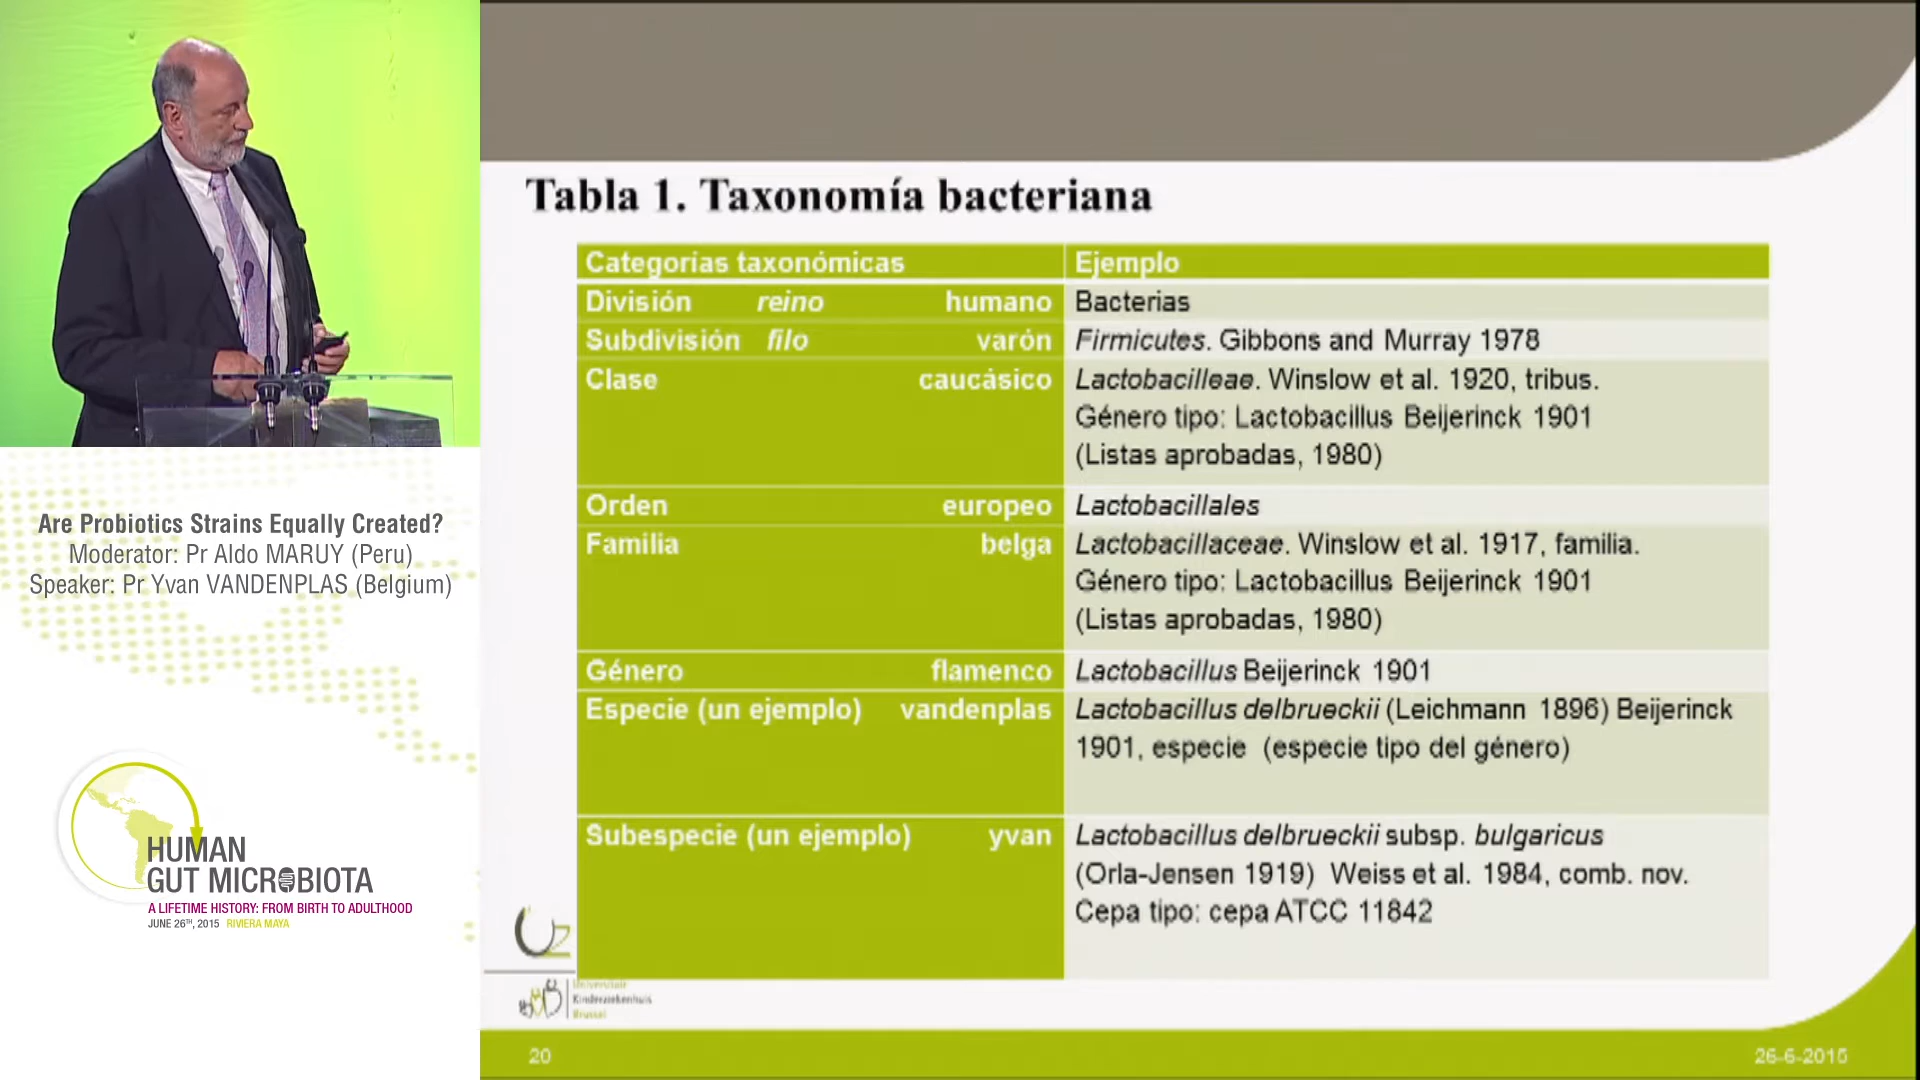 Are Probiotics Strains Equally Created?
Moderator: Pr Aldo MARUY (Peru)
Speaker: Pr Yvan VANDENPLAS (Belgium)
HUMAN
GUT MICROBIOTA
A LIFETIME HISTORY: FROM BIRTH TO ADULTHOOD
JUNE 26TH, 2015 RIVIERA MAYA
Tabla 1. Taxonomía bacteriana
Categorías taxonómicas Ejemplo
División reino humano Bacterias
Subdivisión filo varón Firmicutes. Gibbons and Murray 1978
Clase caucásico Lactobacilleae. Winslow et al. 1920, tribus.
Género tipo: Lactobacillus Beijerinck 1901
(Listas aprobadas, 1980)
Orden europeo Lactobacillales
Familia belga Lactobacillaceae. Winslow et al. 1917, familia.
Género tipo: Lactobacillus Beijerinck 1901
(Listas aprobadas, 1980)
Género flamenco Lactobacillus Beijerinck 1901
Especie (un ejemplo) vandenplas Lactobacillus delbrueckii (Leichmann 1896) Beijerinck
1901, especie (especie tipo del género)
Subespecie (un ejemplo) yvan Lactobacillus delbrueckii subsp. bulgaricus
(Orla-Jensen 1919) Weiss et al. 1984, comb. nov.
Cepa tipo: cepa ATCC 11842
UZ
Universitair
Kinderziekenhuis
Brussel
20
26-6-2015